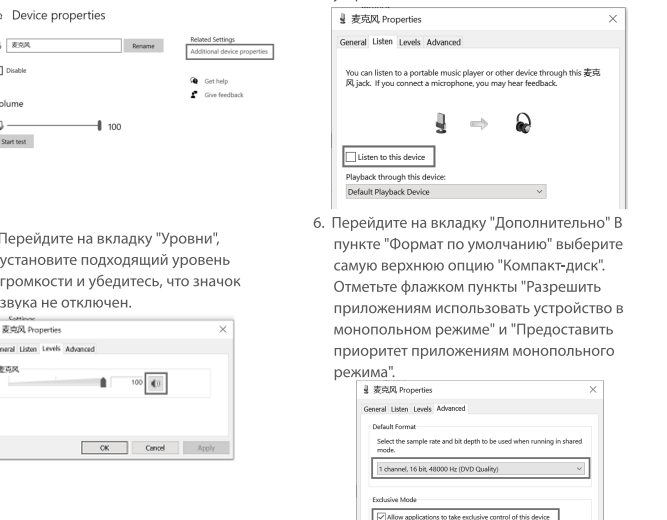 Device properties
麦克风
Rename
Disable
100
Start test
Related Settings
Additional device properties
Get help
Give feedback
Перейдите на вкладку "Уровни",
установите подходящий уровень
громкости и убедитесь, что значок
звука не отключен.
麦克风 Properties
Listen Levels Advanced
100
OK Cancel Apply
麦克风 Properties
General Listen Levels Advanced
You can listen to a portable music player or other device through this 麦克
风 jack. If you connect a microphone, you may hear feedback.
Listen to this device
Playback through this device:
Default Playback Device
6. Перейдите на вкладку "Дополнительно" В
пункте "Формат по умолчанию" выберите
самую верхнюю опцию "Компакт-диск".
Отметьте флажком пункты "Разрешить
приложениям использовать устройство в
монопольном режиме" и "Предоставить
приоритет приложениям монопольного
режима".
麦克风 Properties
General Listen Levels Advanced
Default Format
Select the sample rate and bit depth to be used when running in shared
mode.
1 channel, 16 bit, 48000 Hz (DVD Quality)
Exclusive Mode
Allow applications to take exclusive control of this device